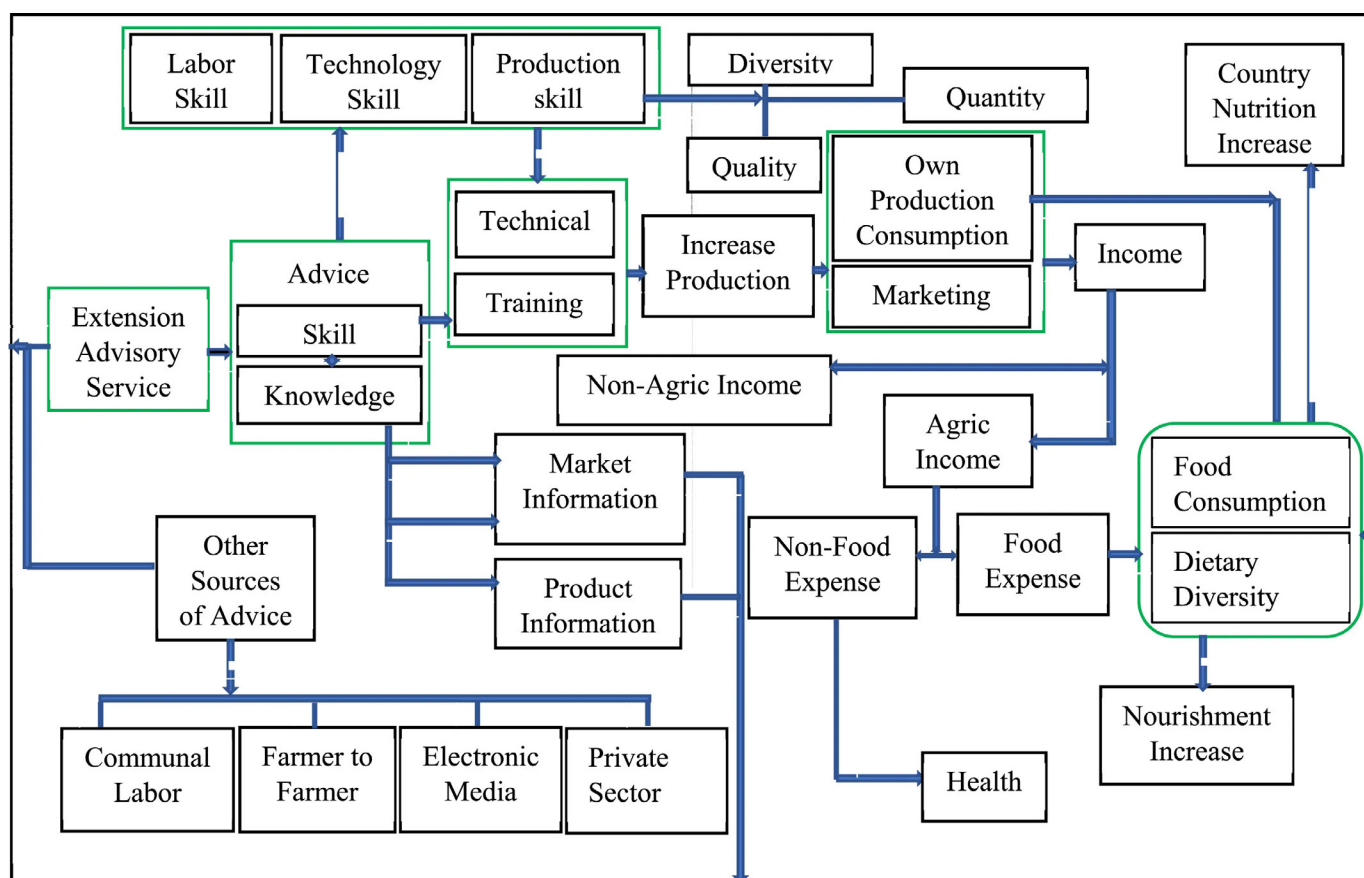 Labor
Skill
Technology
Skill
Production
skill
Diversity
Quantity
Quality
Country
Nutrition
Increase
Own
Production
Consumption
Marketing
Technical
Training
Increase
Production
Income
Advice
Skill
Knowledge
Extension
Advisory
Service
Non-Agric Income
Agric
Income
Market
Information
Product
Information
Other
Sources
of Advice
Non-Food
Expense
Food
Expense
Food
Consumption
Dietary
Diversity
Nourishment
Increase
Communal
Labor
Farmer to
Farmer
Electronic
Media
Private
Sector
Health